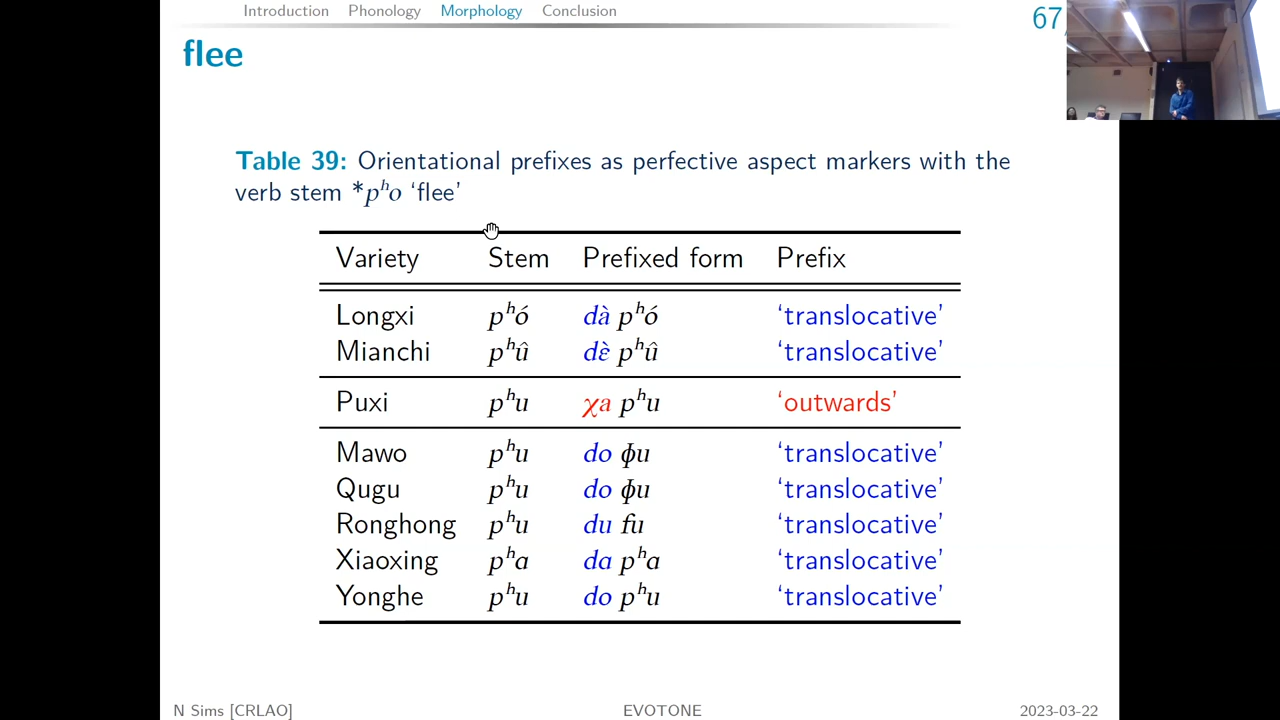 Introduction Phonology Morphology Conclusion
67
flee
Table 39: Orientational prefixes as perfective aspect markers with the
verb stem *pʰo ‘flee’
Variety Stem Prefixed form Prefix
Longxi pʰó dà pʰó ‘translocative’
Mianchi pʰû dɛ̀ pʰû ‘translocative’
Puxi pʰu χa pʰu ‘outwards’
Mawo pʰu do ɸu ‘translocative’
Qugu pʰu do ɸu ‘translocative’
Ronghong pʰu du fu ‘translocative’
Xiaoxing pʰa da pʰa ‘translocative’
Yonghe pʰu do pʰu ‘translocative’
N Sims [CRLAO] EVOTONE 2023-03-22